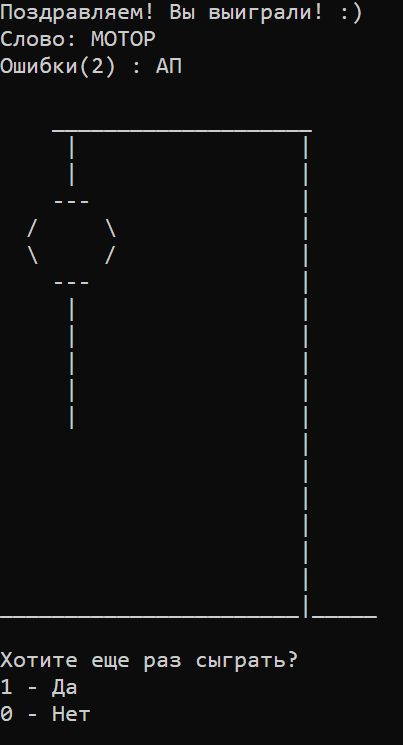 Поздравляем! Вы выиграли! :)
Слово: МОТОР
Ошибки(2) : АП
Хотите еще раз сыграть?
1 - Да
0 - Нет